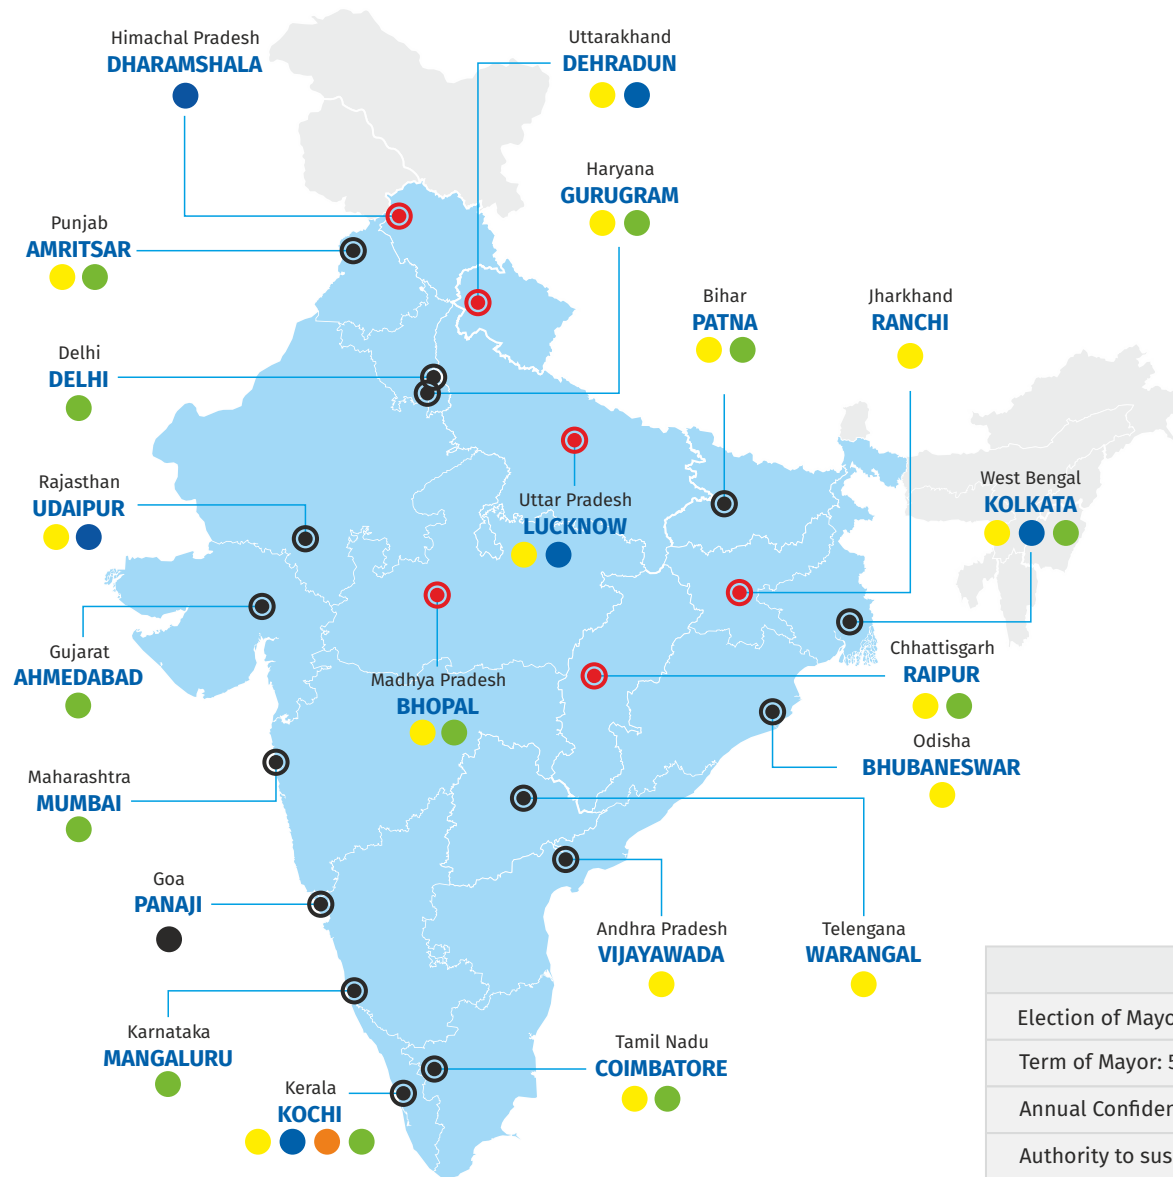 Himachal Pradesh
DHARAMSHALA
Uttarakhand
DEHRADUN
Haryana
GURUGRAM
Punjab
AMRITSAR
Bihar
PATNA
Jharkhand
RANCHI
Delhi
DELHI
Rajasthan
UDAIPUR
Uttar Pradesh
LUCKNOW
West Bengal
KOLKATA
Gujarat
AHMEDABAD
Madhya Pradesh
BHOPAL
Chhattisgarh
RAIPUR
Odisha
BHUBANESWAR
Maharashtra
MUMBAI
Goa
PANAJI
Andhra Pradesh
VIJAYAWADA
Telengana
WARANGAL
Karnataka
MANGALURU
Tamil Nadu
COIMBATORE
Kerala
KOCHI
Election of Mayo
Term of Mayor: 5
Annual Confiden
Authority to sus